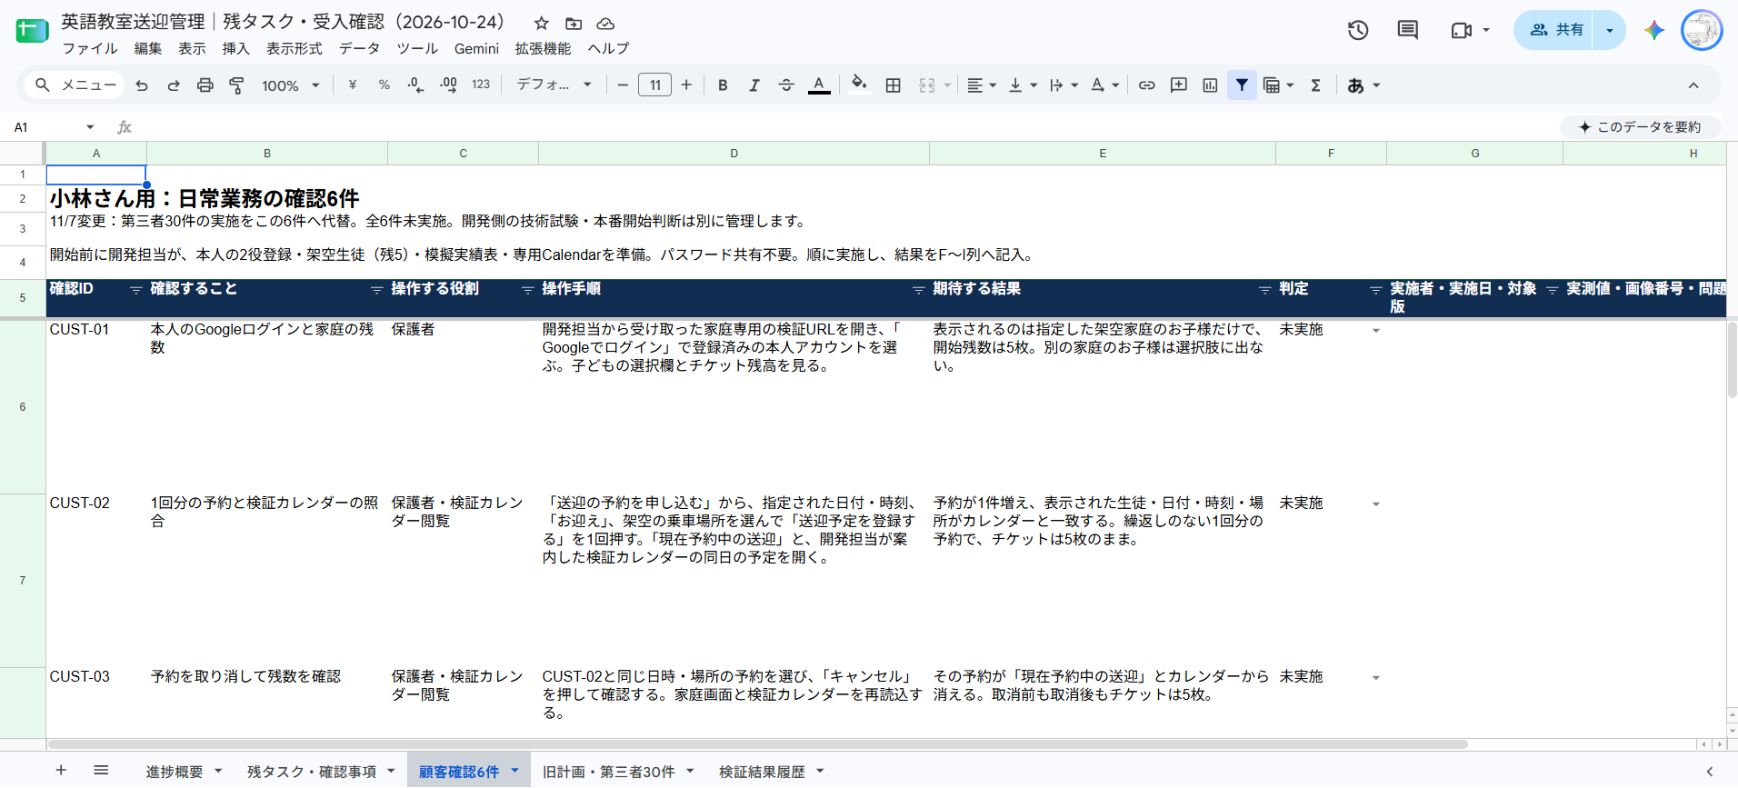 英語教室送迎管理｜残タスク・受入確認（2026-10-24）
ファイル 編集 表示 挿入 表示形式 データ ツール Gemini 拡張機能 ヘルプ
共有
メニュー 100% ¥ % .0 .00 123 デフォ... 11 B I A Σ あ
A1 fx このデータを要約
A B C D E F G H
1
2 小林さん用：日常業務の確認6件
3 11/7変更：第三者30件の実施をこの6件へ代替。全6件未実施。開発側の技術試験・本番開始判断は別に管理します。
4 開始前に開発担当が、本人の2役登録・架空生徒（残5）・模擬実績表・専用Calendarを準備。パスワード共有不要。順に実施し、結果をF～I列へ記入。
5 確認ID 確認すること 操作する役割 操作手順 期待する結果 判定 実施者・実施日・対象 実測値・画像番号・問題
版
CUST-01 本人のGoogleログインと家庭の残 保護者 開発担当から受け取った家庭専用の検証URLを開き、「 表示されるのは指定した架空家庭のお子様だけで、 未実施
数 Googleでログイン」で登録済みの本人アカウントを選 開始残数は5枚。別の家庭のお子様は選択肢に出な
ぶ。子どもの選択欄とチケット残高を見る。 い。
6
CUST-02 1回分の予約と検証カレンダーの照 保護者・検証カレン 「送迎の予約を申し込む」から、指定された日付・時刻、 予約が1件増え、表示された生徒・日付・時刻・場 未実施
合 ダー閲覧 「お迎え」、架空の乗車場所を選んで「送迎予定を登録す 所がカレンダーと一致する。繰返しのない1回分の
る」を1回押す。「現在予約中の送迎」と、開発担当が案 予約で、チケットは5枚のまま。
内した検証カレンダーの同日の予定を開く。
7
CUST-03 予約を取り消して残数を確認 保護者・検証カレン CUST-02と同じ日時・場所の予約を選び、「キャンセル」 その予約が「現在予約中の送迎」とカレンダーから 未実施
ダー閲覧 を押して確認する。家庭画面と検証カレンダーを再読込す 消える。取消前も取消後もチケットは5枚。
る。
進捗概要 残タスク・確認事項 顧客確認6件 旧計画・第三者30件 検証結果履歴